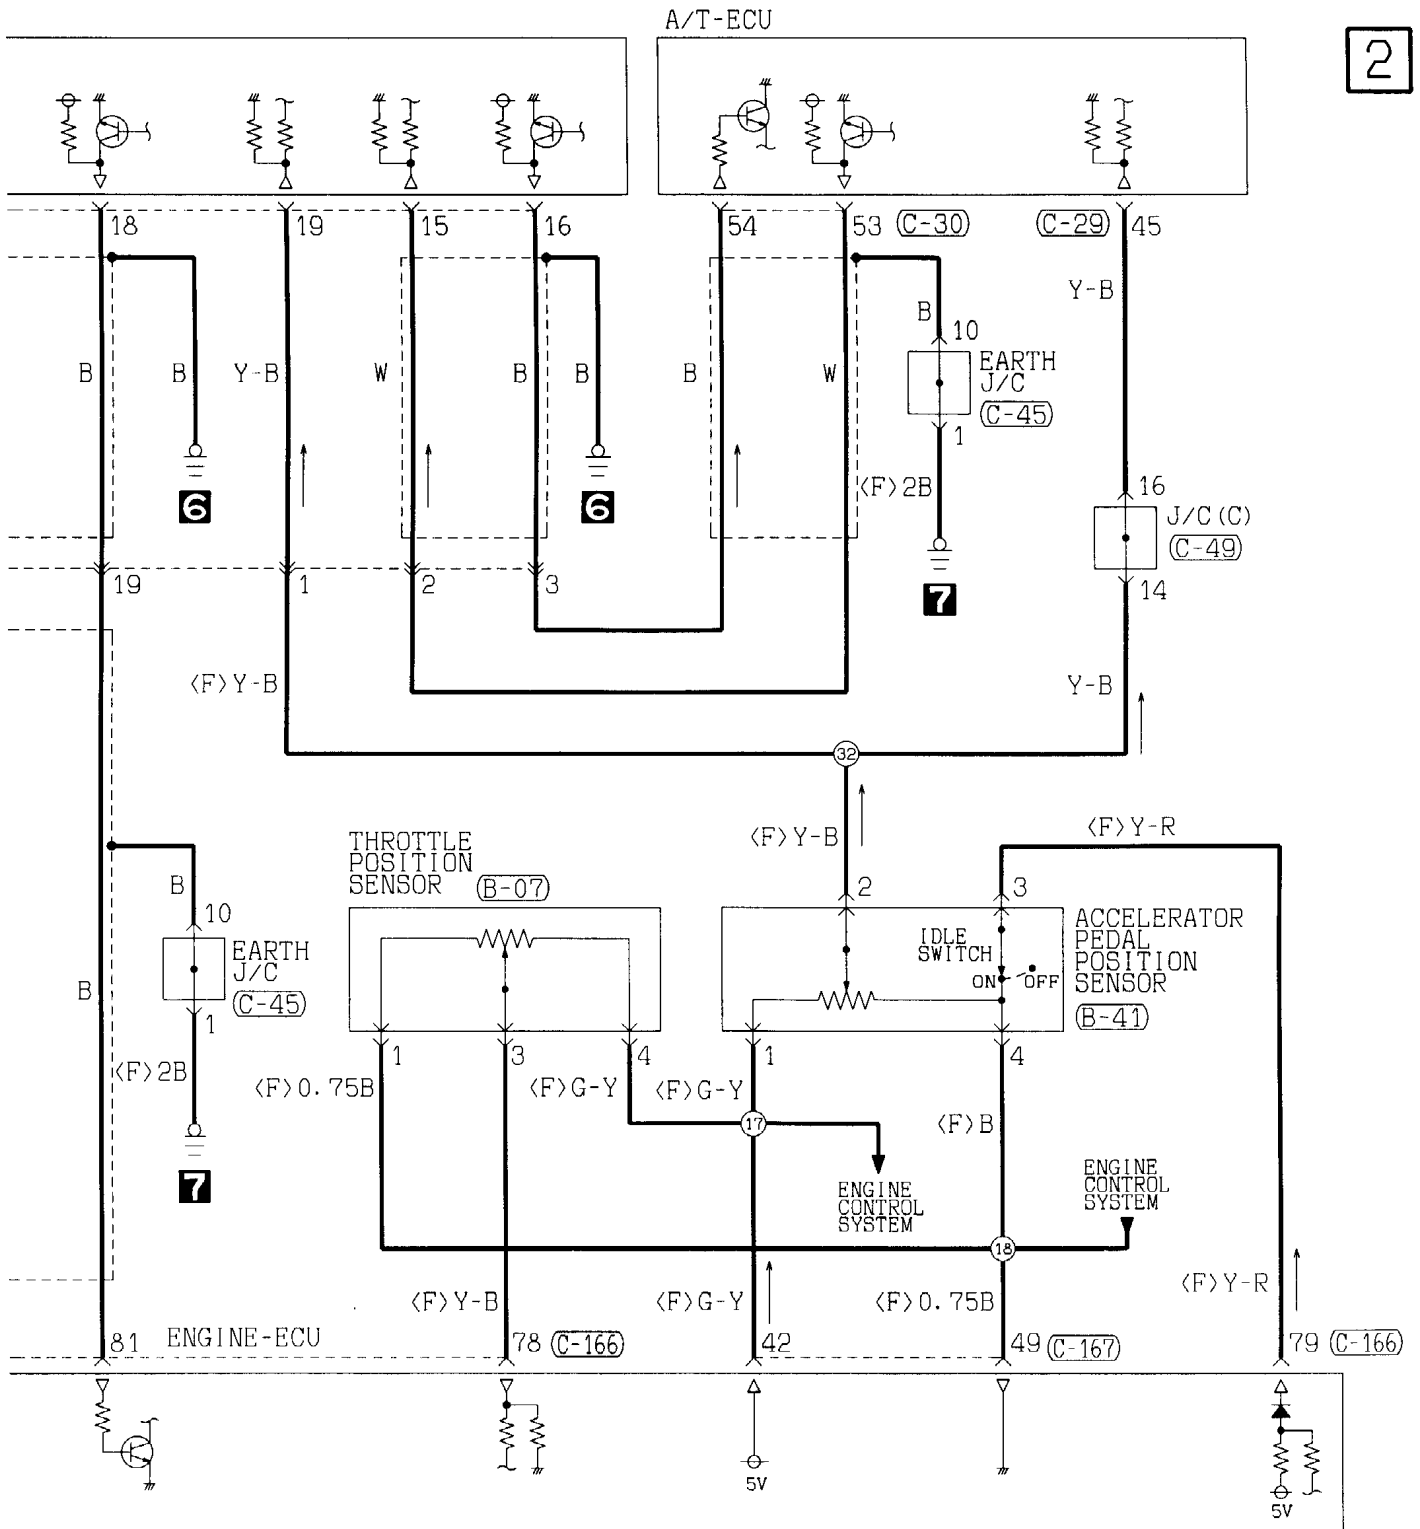 A/T-ECU
2
18 19 15 16 54 53 (C-30) (C-29) 45
Y-B
B 10
B B Y-B W B B B W
EARTH
J/C
(C-45)
1
6 6 <F>2B
16
J/C(C)
(C-49)
19 1 2 3 7 14
<F>Y-B Y-B
32
<F>Y-B <F>Y-R
THROTTLE
POSITION
SENSOR (B-07)
B 2 3
10
ACCELERATOR
PEDAL
POSITION
SENSOR
(B-41)
IDLE
SWITCH
ON OFF
EARTH
J/C
(C-45)
B
1
1 3 4 1 4
<F>2B <F>0.75B <F>G-Y <F>G-Y
17 <F>B
7
ENGINE
CONTROL
SYSTEM
ENGINE
CONTROL
SYSTEM
18
<F>Y-B <F>G-Y <F>0.75B <F>Y-R
81 ENGINE-ECU 78 (C-166) 42 49 (C-167) 79 (C-166)
5V 5V